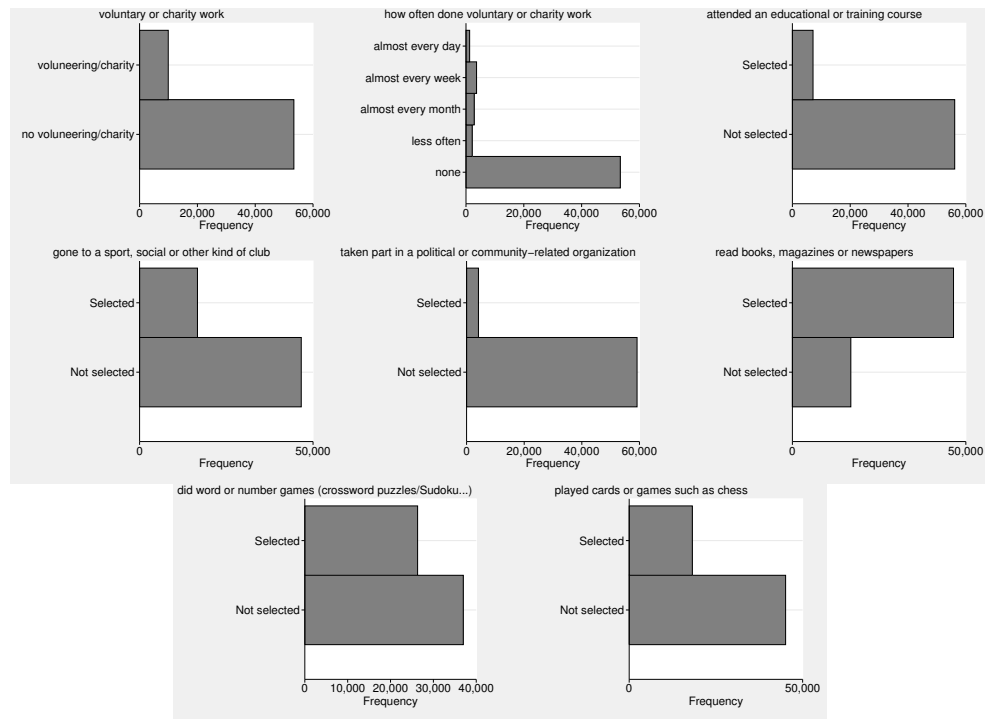 voluntary or charity work
voluneering/charity
no voluneering/charity
0 20,000 40,000 60,000
Frequency
how often done voluntary or charity work
almost every day
almost every week
almost every month
less often
none
0 20,000 40,000 60,000
Frequency
attended an educational or training course
Selected
Not selected
0 20,000 40,000 60,000
Frequency
gone to a sport, social or other kind of club
Selected
Not selected
0 50,000
Frequency
taken part in a political or community−related organization
Selected
Not selected
0 20,000 40,000 60,000
Frequency
read books, magazines or newspapers
Selected
Not selected
0 50,000
Frequency
did word or number games (crossword puzzles/Sudoku...)
Selected
Not selected
0 10,000 20,000 30,000 40,000
Frequency
played cards or games such as chess
Selected
Not selected
0 50,000
Frequency